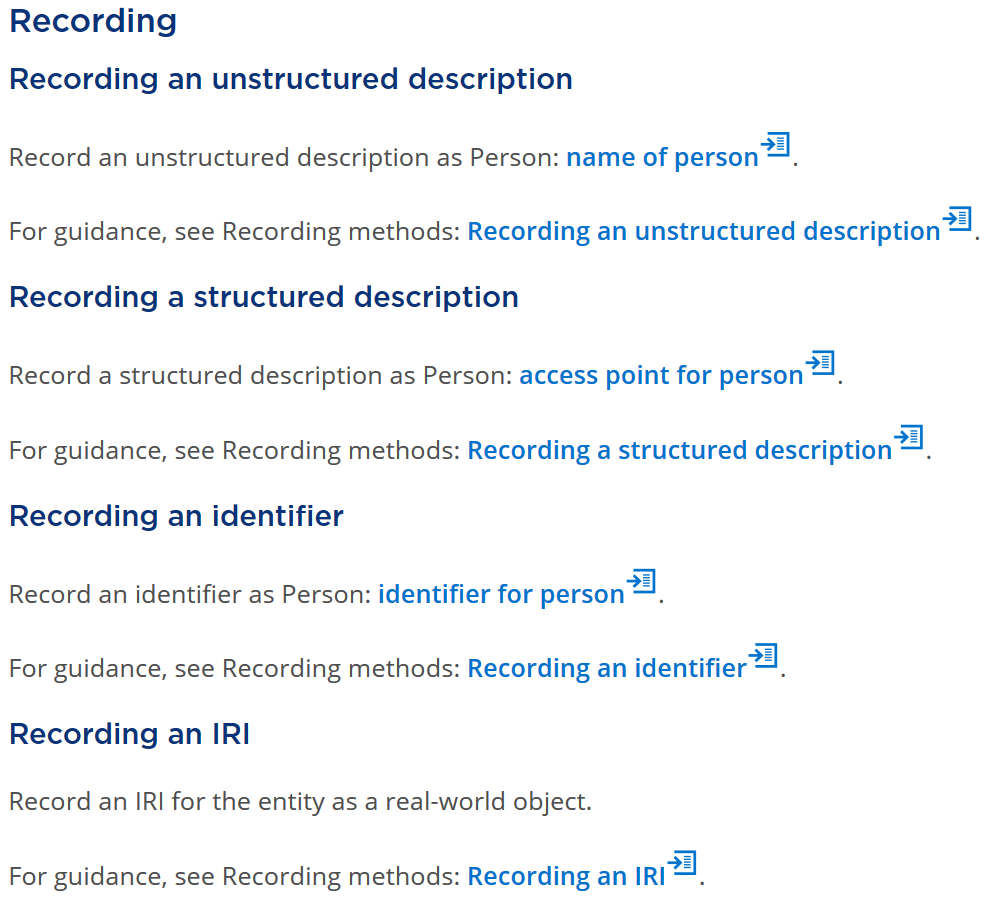 Recording
Recording an unstructured description
Record an unstructured description as Person: name of person.
For guidance, see Recording methods: Recording an unstructured description.
Recording a structured description
Record a structured description as Person: access point for person.
For guidance, see Recording methods: Recording a structured description.
Recording an identifier
Record an identifier as Person: identifier for person.
For guidance, see Recording methods: Recording an identifier.
Recording an IRI
Record an IRI for the entity as a real-world object.
For guidance, see Recording methods: Recording an IRI.